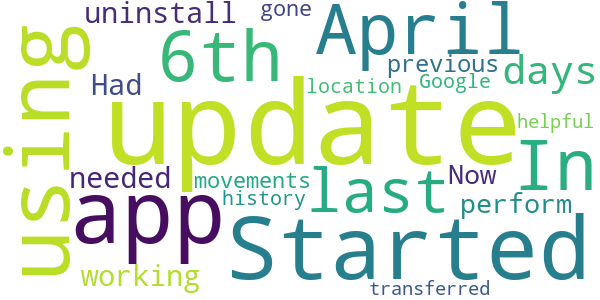 uninstall gone
April
6th
previous
days
Had
location Google
using
update
helpful
In
needed
movements
last
Now
history
app
perform
Started
working
transferred